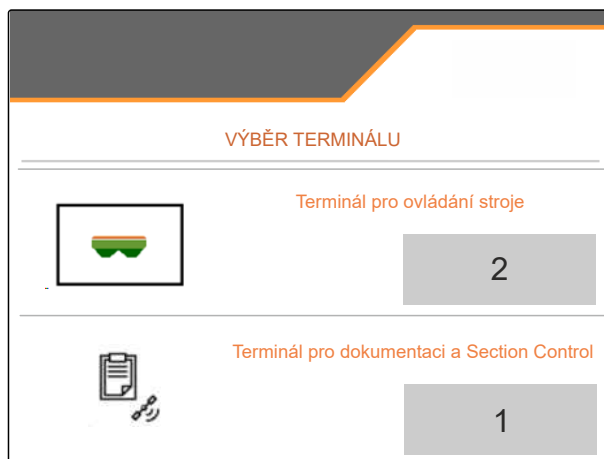 VÝBĚR TERMINÁLU
Terminál pro ovládání stroje
2
Terminál pro dokumentaci a Section Control
1